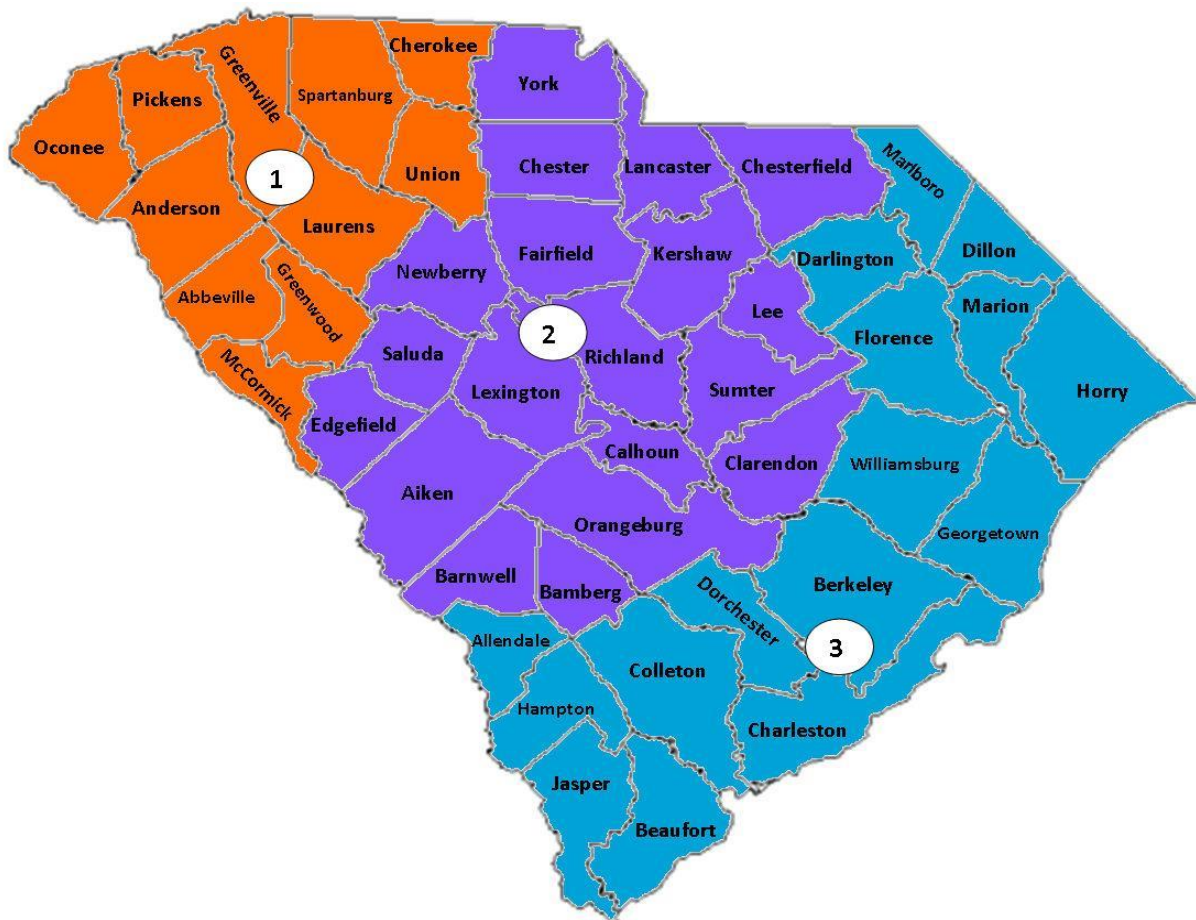 Cherokee
Greenville
York
Spartanburg
Pickens
Oconee
Union
Chester
Lancaster
Chesterfield
Marlboro
1
Anderson
Laurens
Fairfield
Kershaw
Darlington
Dillon
Newberry
Abbeville
Greenwood
Marion
Lee
2
Richland
Florence
Saluda
McCormick
Lexington
Sumter
Horry
Edgefield
Calhoun
Clarendon
Williamsburg
Aiken
Orangeburg
Georgetown
Barnwell
Bamberg
Dorchester
Berkeley
Allendale
3
Colleton
Hampton
Charleston
Jasper
Beaufort